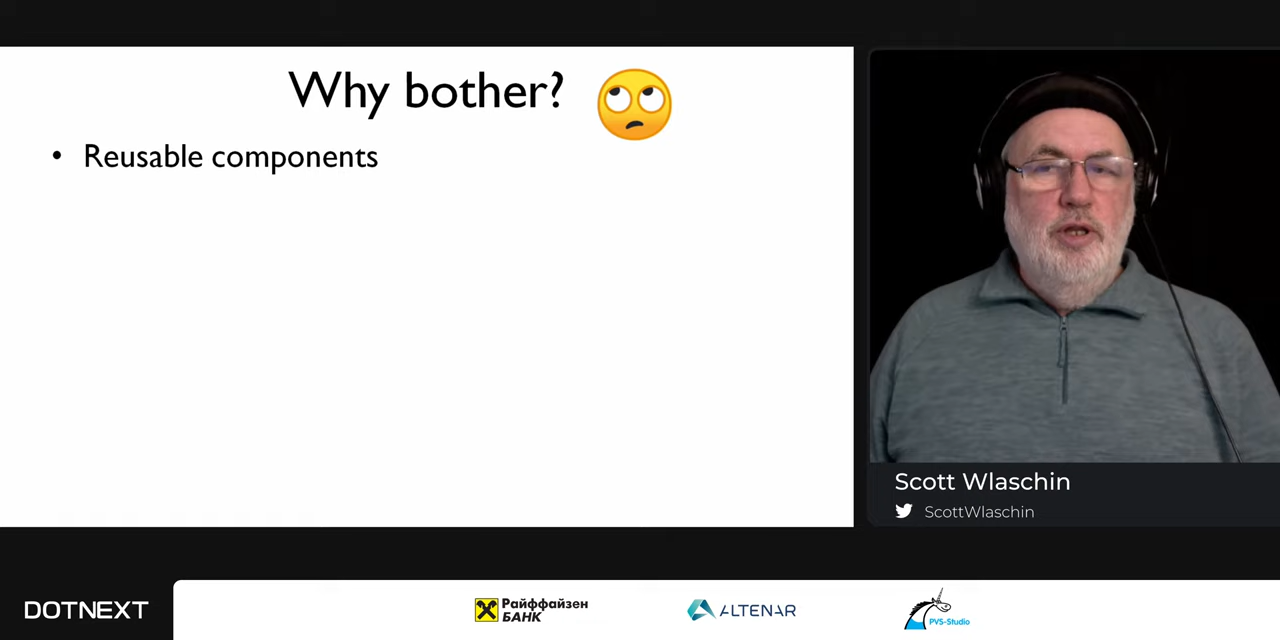 Why bother?
• Reusable components
Scott Wlaschin
ScottWlaschin
DOTNEXT
Райффайзен
БАНК
ALTENAR
PVS-Studio